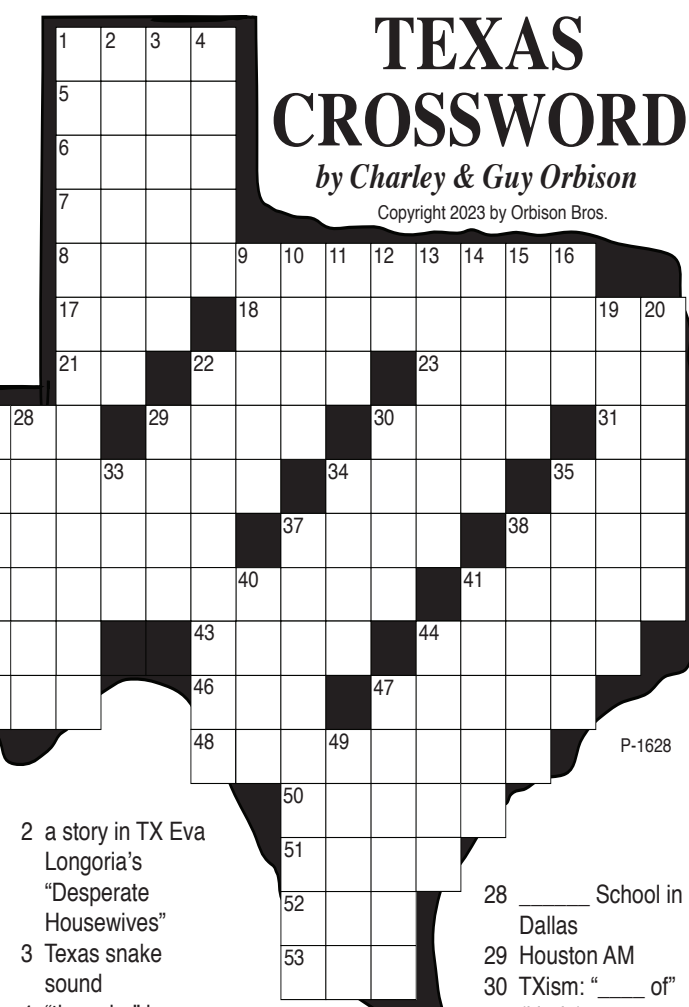 TEXAS
CROSSWORD
by Charley & Guy Orbison
Copyright 2023 by Orbison Bros.
1 2 3 4
5
6
7
8 9 10 11 12 13 14 15 16
17 18 19 20
21 22 23
28 29 30 31
33 34 35
37 38
40 41
43 44
46 47
48 49
P-1628
50
51
52
53
2 a story in TX Eva
Longoria's
“Desperate
Housewives”
3 Texas snake
sound
28 ______ School in
Dallas
29 Houston AM
30 TXism: “____ of”